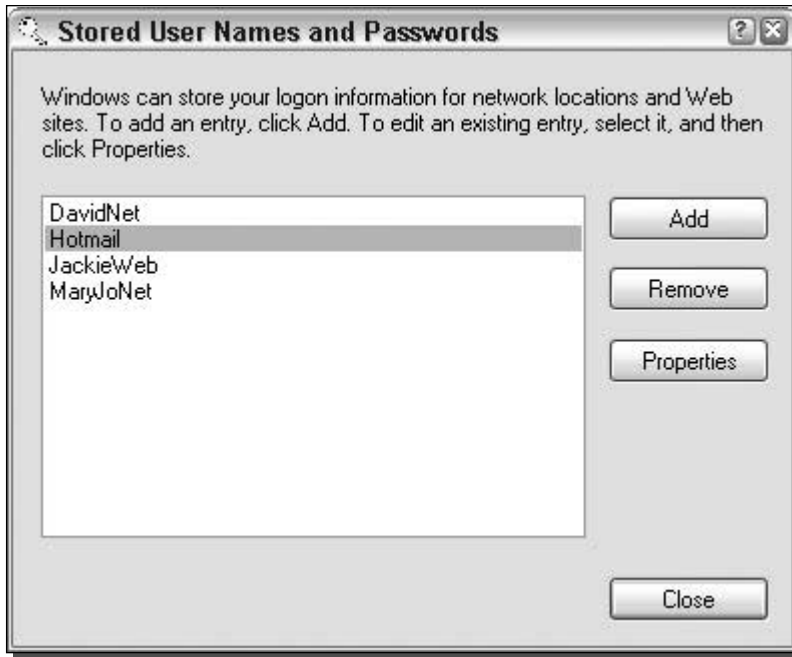 Stored User Names and Passwords
Windows can store your logon information for network locations and Web
sites. To add an entry, click Add. To edit an existing entry, select it, and then
click Properties.
DavidNet
Hotmail
JackieWeb
MaryJoNet
Add
Remove
Properties
Close